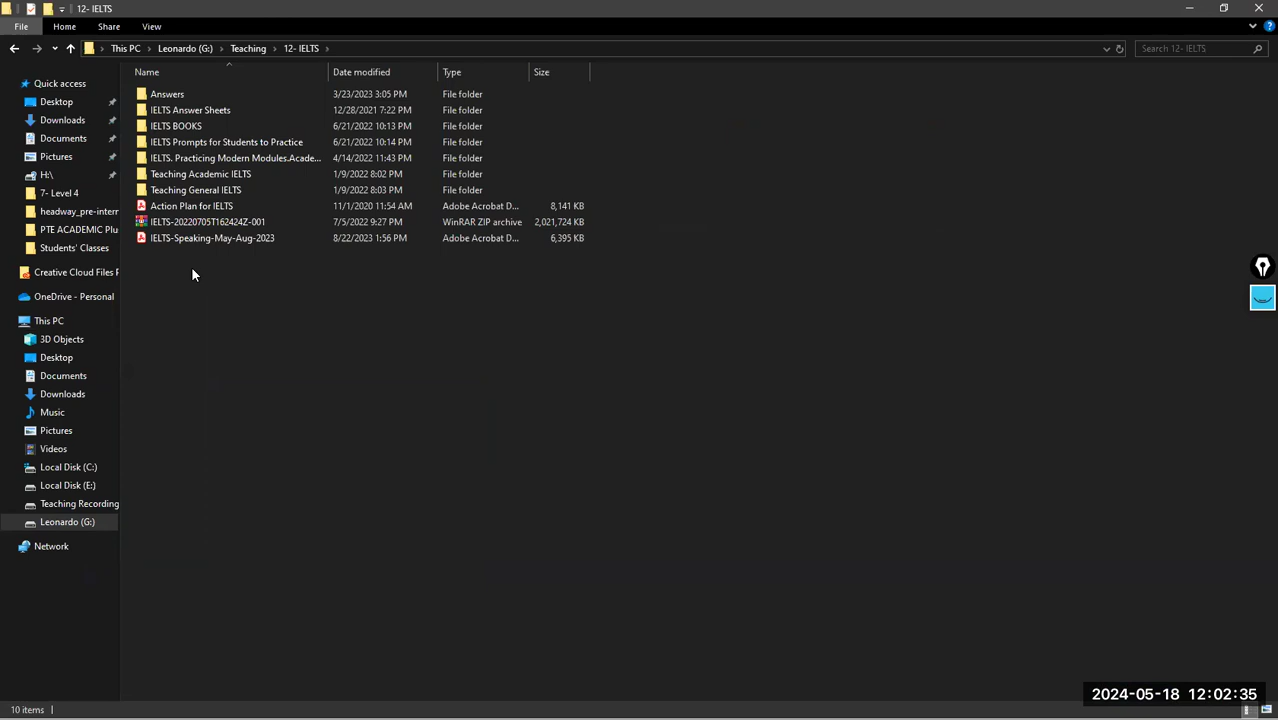 12- IELTS
File Home Share View
This PC Leonardo (G:) Teaching 12- IELTS Search 12- IELTS
Name Date modified Type Size
Quick access
Desktop
Downloads
Documents
Pictures
H:\
7- Level 4
headway_pre-interr
PTE ACADEMIC Plu
Students' Classes
Creative Cloud Files P
OneDrive - Personal
This PC
3D Objects
Desktop
Documents
Downloads
Music
Pictures
Videos
Local Disk (C:)
Local Disk (E:)
Teaching Recording
Leonardo (G:)
Network
Answers 3/23/2023 3:05 PM File folder
IELTS Answer Sheets 12/28/2021 7:22 PM File folder
IELTS BOOKS 6/21/2022 10:13 PM File folder
IELTS Prompts for Students to Practice 6/21/2022 10:14 PM File folder
IELTS. Practicing Modern Modules.Acade... 4/14/2022 11:43 PM File folder
Teaching Academic IELTS 1/9/2022 8:02 PM File folder
Teaching General IELTS 1/9/2022 8:03 PM File folder
Action Plan for IELTS 11/1/2020 11:54 AM Adobe Acrobat D... 8,141 KB
IELTS-20220705T162424Z-001 7/5/2022 9:27 PM WinRAR ZIP archive 2,021,724 KB
IELTS-Speaking-May-Aug-2023 8/22/2023 1:56 PM Adobe Acrobat D... 6,395 KB
2024-05-18 12:02:35
10 items